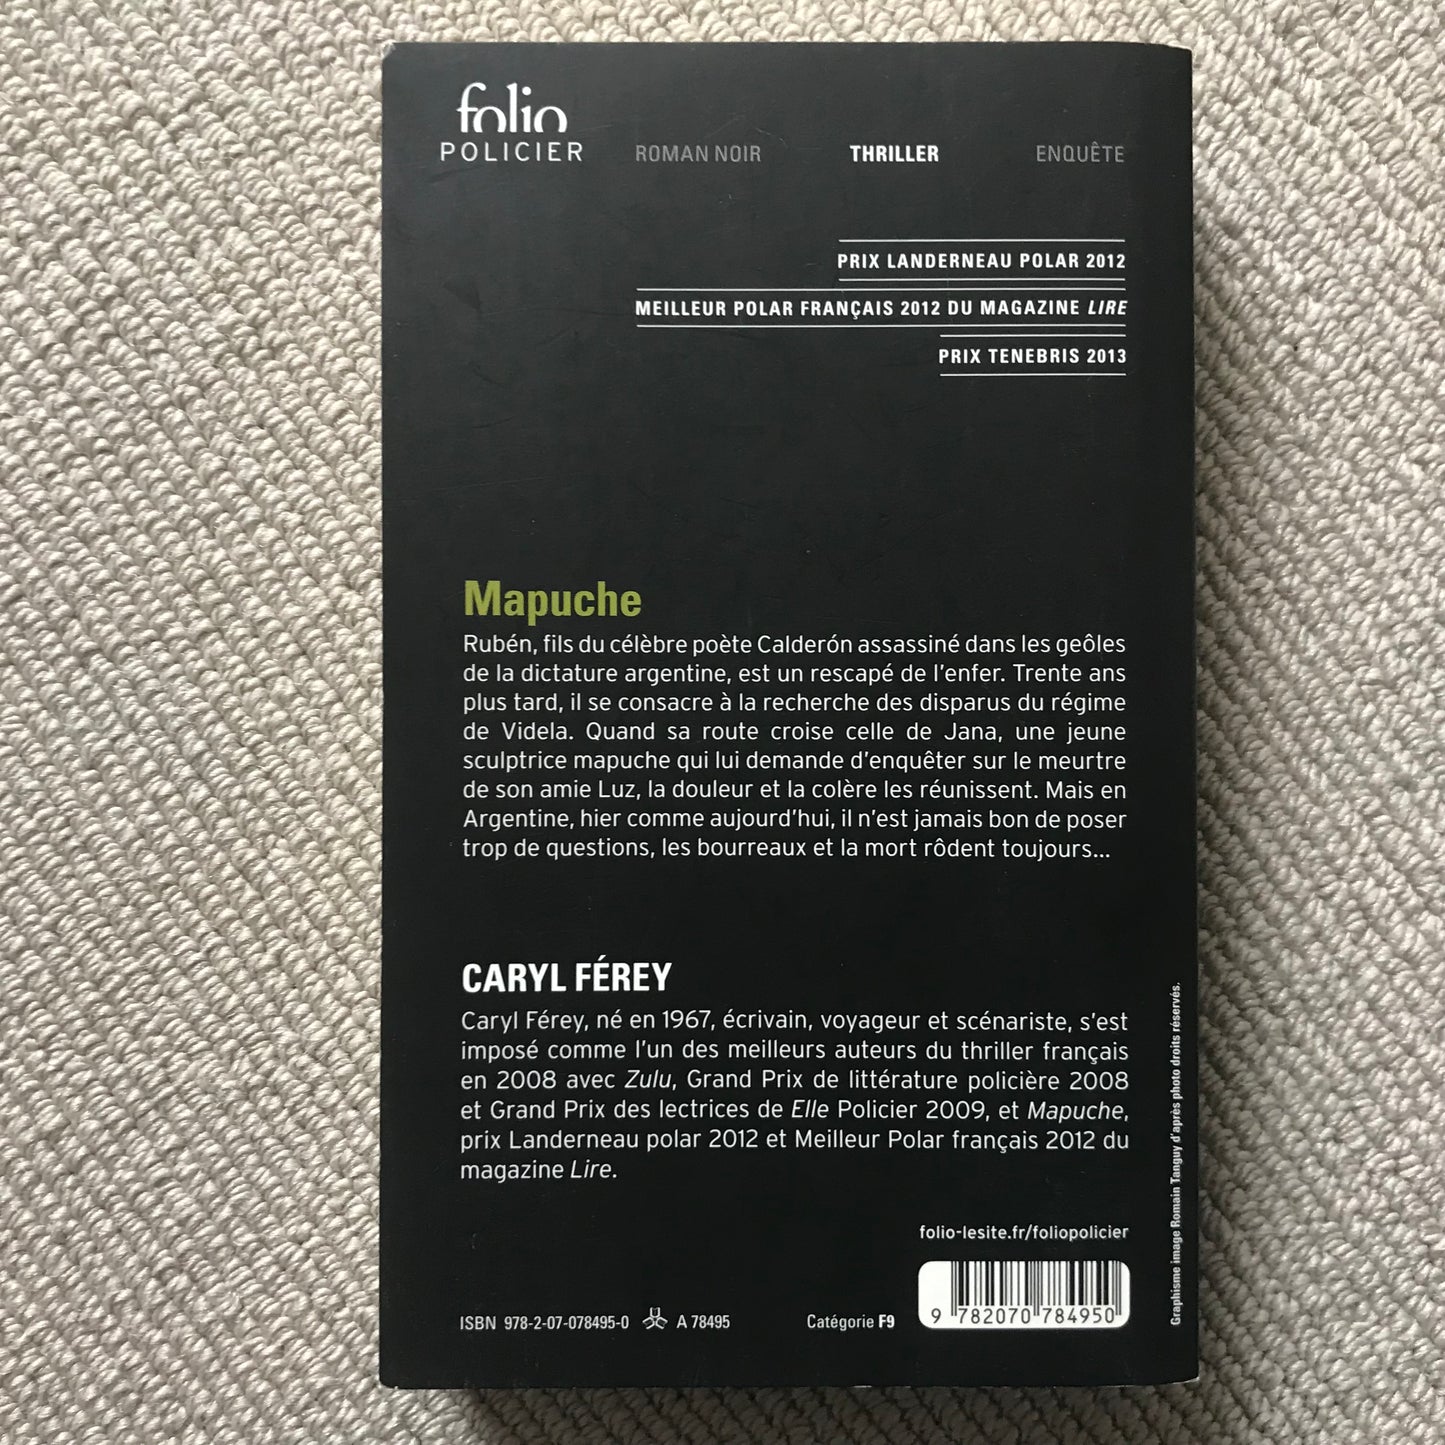 folio
POLICIER
ROMAN NOIR THRILLER ENQUÊTE
PRIX LANDERNEAU POLAR 2012
MEILLEUR POLAR FRANÇAIS 2012 DU MAGAZINE LIRE
PRIX TENEBRIS 2013
Mapuche
Rubén, fils du célèbre poète Calderón assassiné dans les geôles
de la dictature argentine, est un rescapé de l'enfer. Trente ans
plus tard, il se consacre à la recherche des disparus du régime
de Videla. Quand sa route croise celle de Jana, une jeune
sculptrice mapuche qui lui demande d'enquêter sur le meurtre
de son amie Luz, la douleur et la colère les réunissent. Mais en
Argentine, hier comme aujourd'hui, il n'est jamais bon de poser
trop de questions, les bourreaux et la mort rôdent toujours...
CARYL FÉREY
Caryl Férey, né en 1967, écrivain, voyageur et scénariste, s'est
imposé comme l'un des meilleurs auteurs du thriller français
en 2008 avec Zulu, Grand Prix de littérature policière 2008
et Grand Prix des lectrices de Elle Policier 2009, et Mapuche,
prix Landerneau polar 2012 et Meilleur Polar français 2012 du
magazine Lire.
folio-lesite.fr/foliopolicier
ISBN 978-2-07-078495-0 A 78495 Catégorie F9
9 782070 784950
Graphisme image Romain Tanguy d'après photo droits réservés.